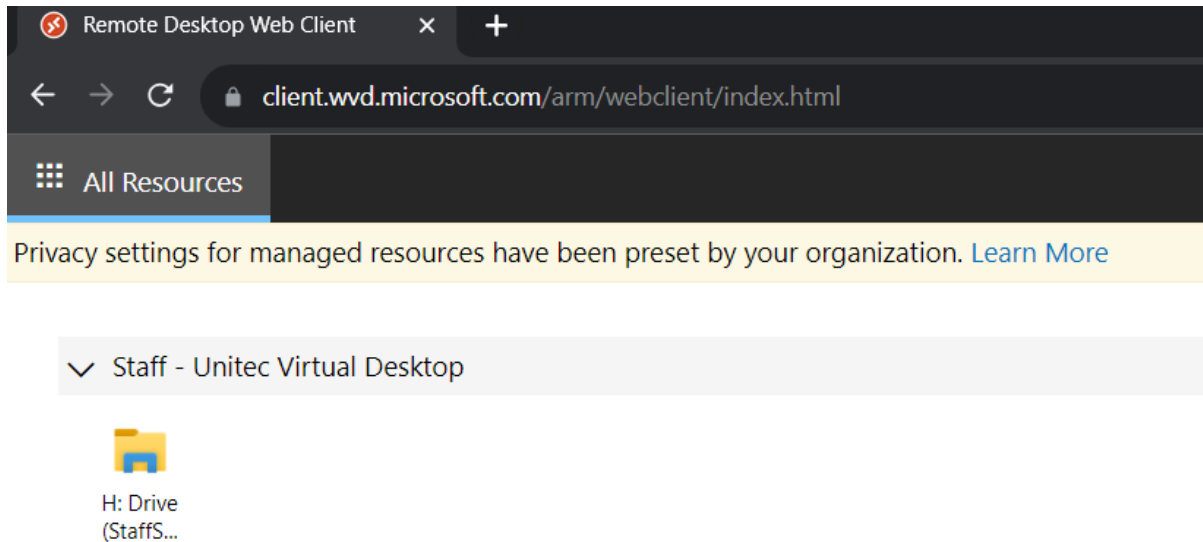 Remote Desktop Web Client
client.wvd.microsoft.com/arm/webclient/index.html
All Resources
Privacy settings for managed resources have been preset by your organization. Learn More
Staff - Unitec Virtual Desktop
H: Drive
(StaffS...